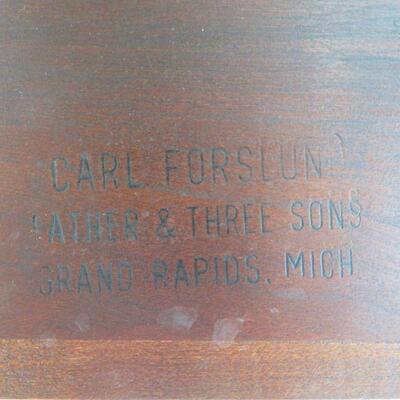 CARL FORSLUND
FATHER & THREE SONS
GRAND RAPIDS, MICH